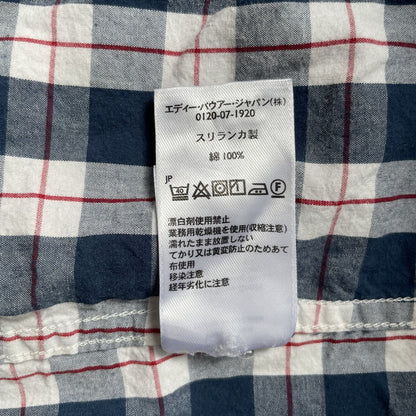 エディー・バウアー・ジャパン(株)
0120-07-1920
スリランカ製
綿 100%
JP
40 F
漂白剤使用禁止
業務用乾燥機を使用(収縮注意)
濡れたまま放置しない
てかり又は黄変防止のためあて
布使用
移染注意
経年劣化に注意